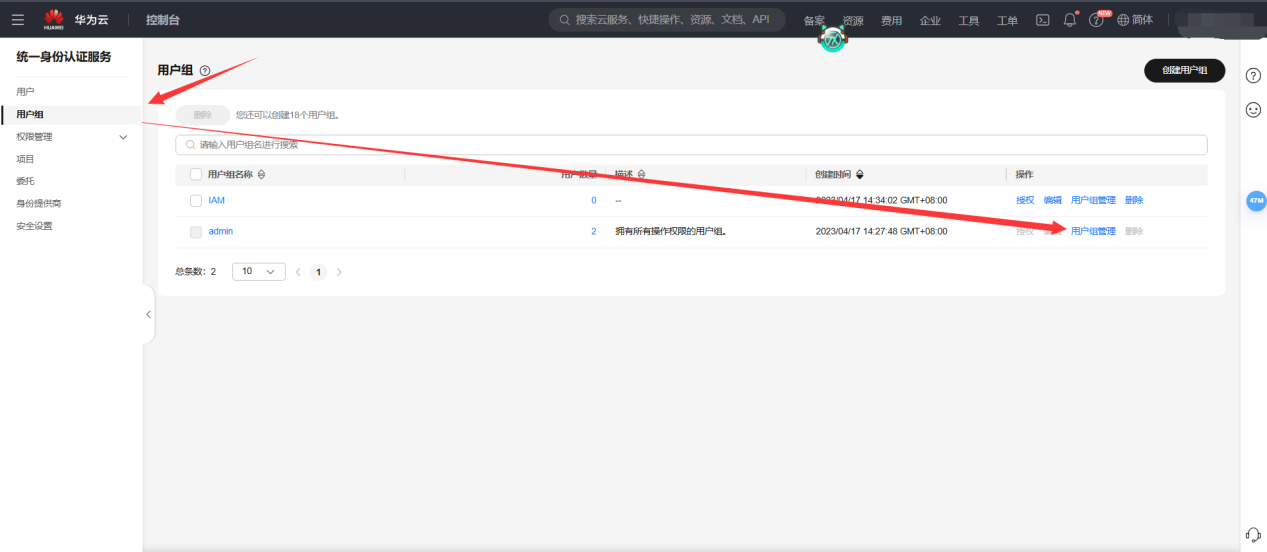 HUAWEI 华为云 控制台 搜索云服务、快捷操作、资源、文档、API 备案 资源 费用 企业 工具 工单 NEW 简体
统一身份认证服务
用户组
创建用户组
用户
用户组
删除 您还可以创建18个用户组。
权限管理
请输入用户组名进行搜索
项目
用户组名称 用户数量 描述 创建时间 操作
委托
IAM 0 -- 2023/04/17 14:34:02 GMT+08:00 授权 编辑 用户组管理 删除
47M
身份提供商
安全设置
admin 2 拥有所有操作权限的用户组。 2023/04/17 14:27:48 GMT+08:00 授权 编辑 用户组管理 删除
总条数: 2 10 1